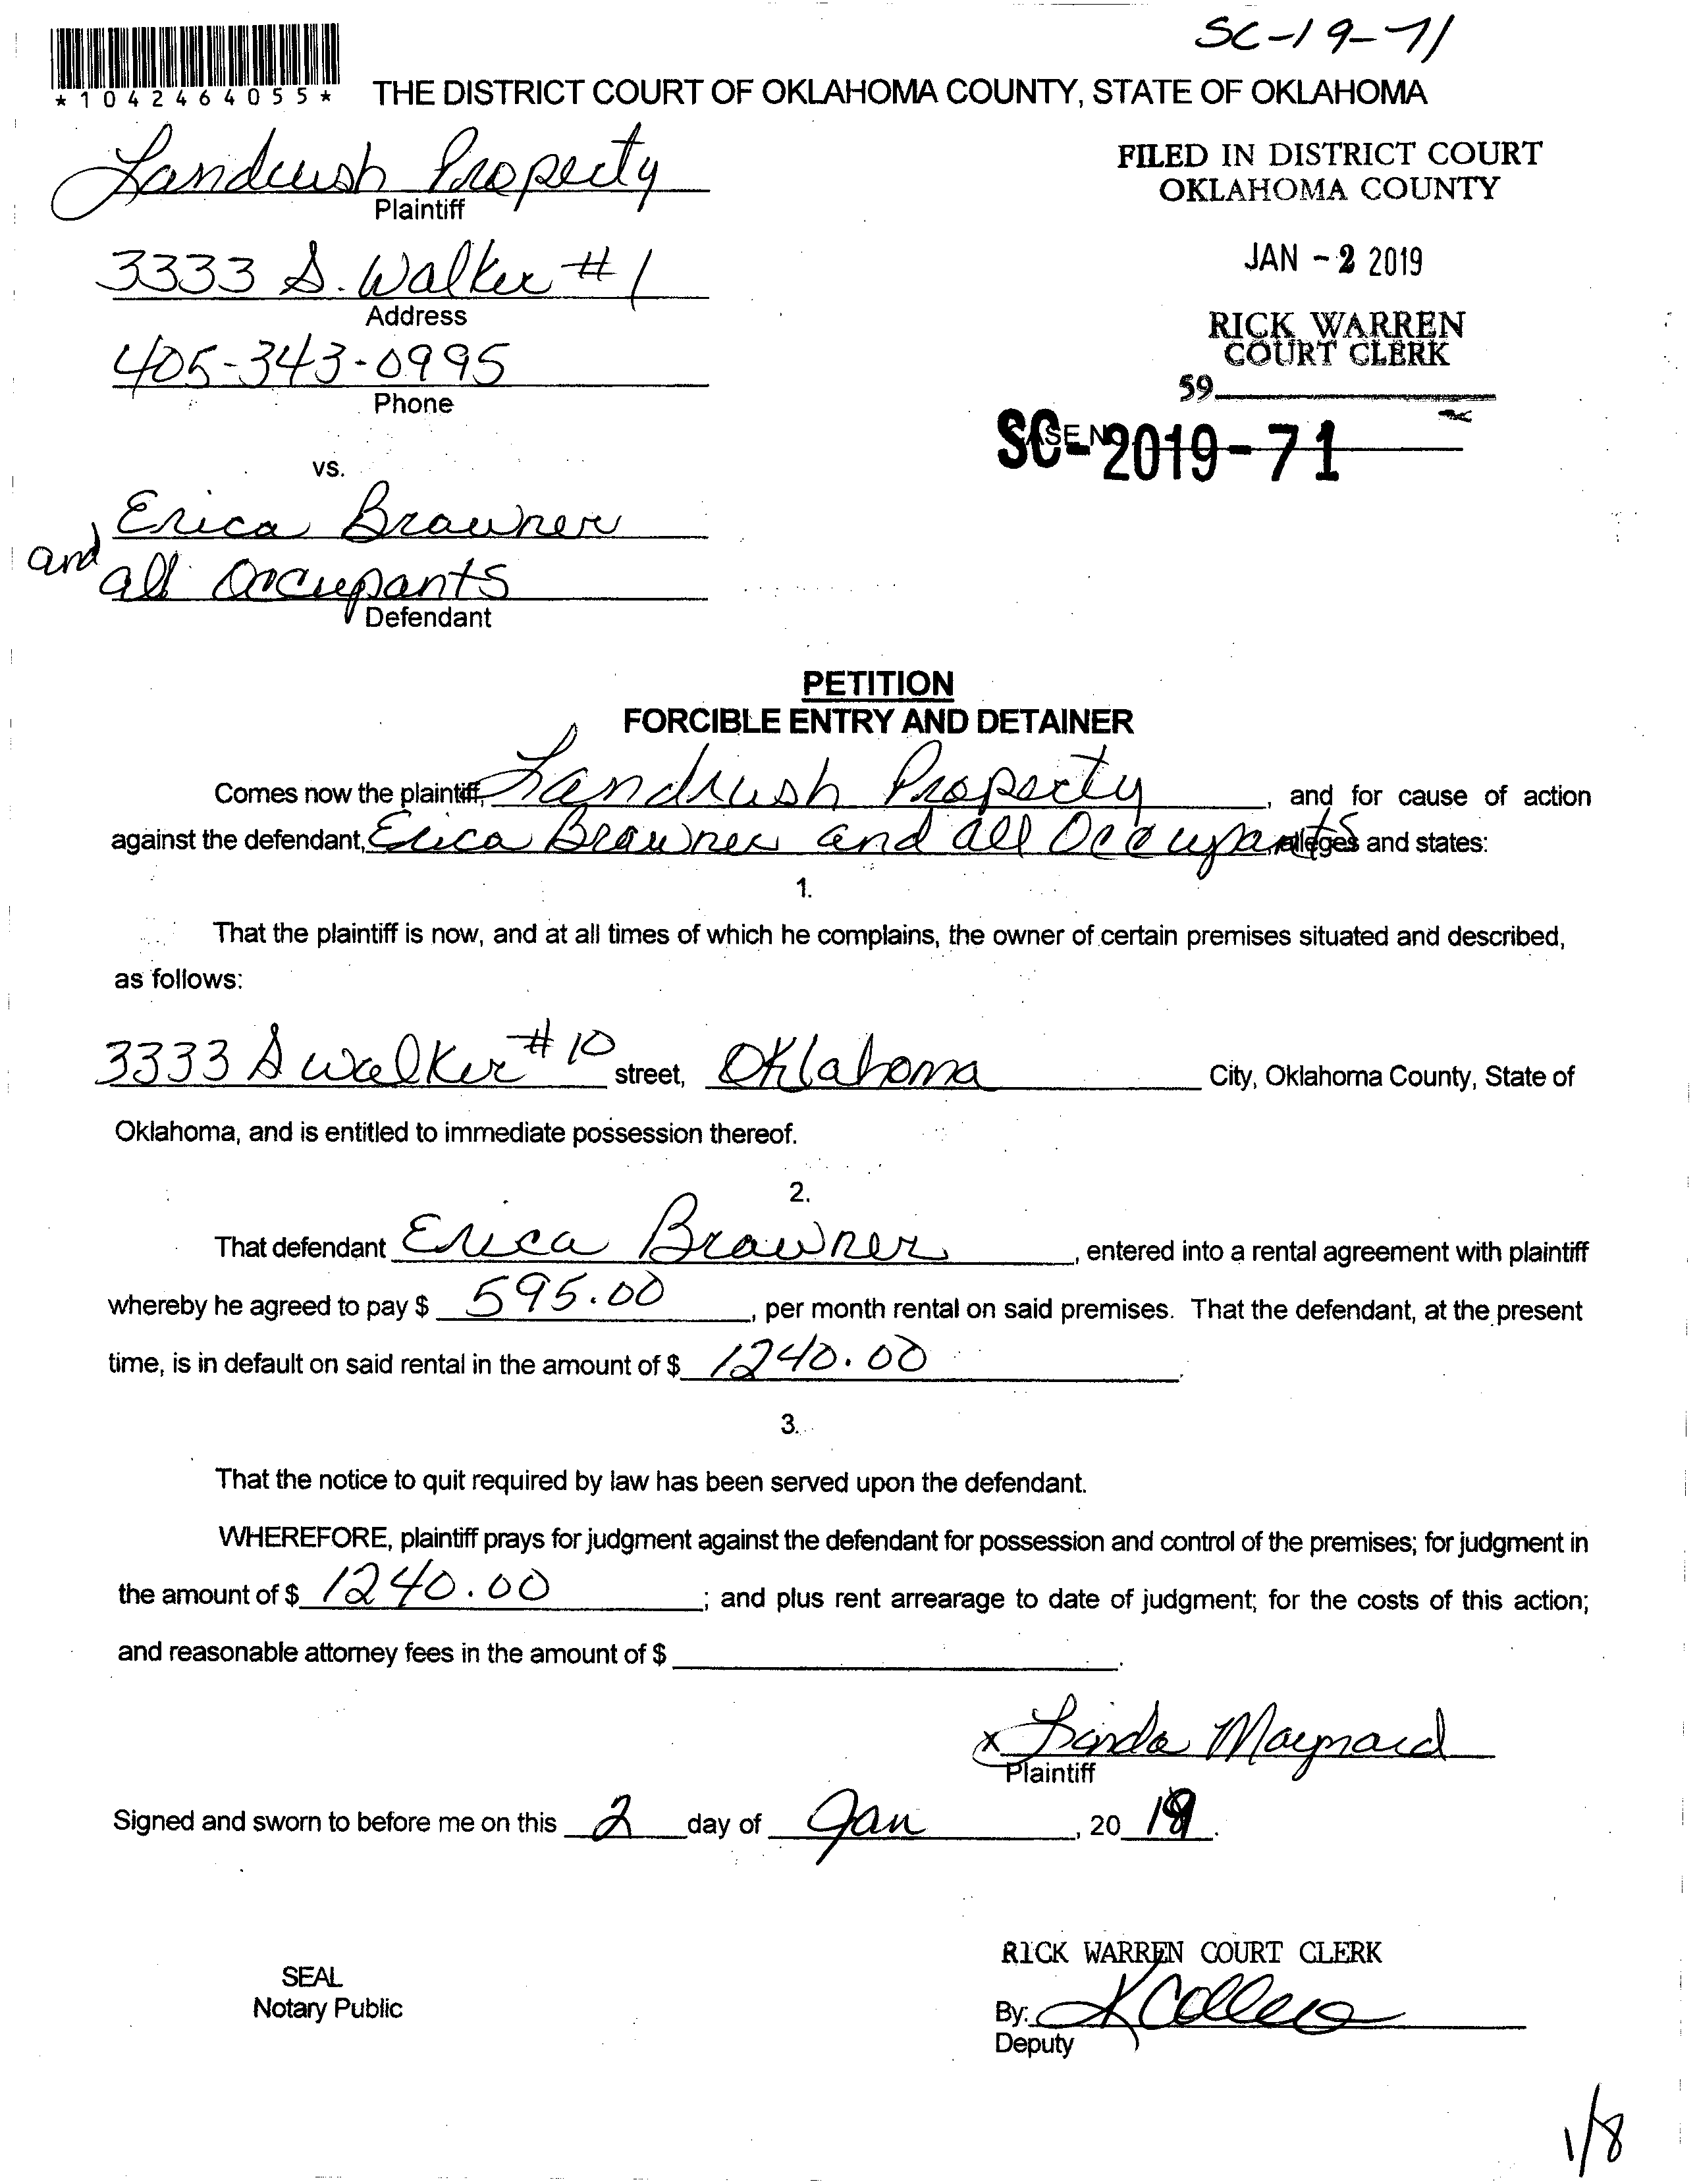 SC-19-71
*1042464055*
THE DISTRICT COURT OF OKLAHOMA COUNTY, STATE OF OKLAHOMA
Landrush Property
Plaintiff
3333 S. Walker #1
Address
405-343-0995
Phone
FILED IN DISTRICT COURT
OKLAHOMA COUNTY
JAN - 2 2019
RICK WARREN
COURT CLERK
59
SC-2019-71
vs.
Erica Brawner
and all Occupants
Defendant
PETITION
FORCIBLE ENTRY AND DETAINER
Comes now the plaintiff, Landrush Property, and for cause of action
against the defendant, Erica Brawner and all Occupants, alleges and states:
1.
That the plaintiff is now, and at all times of which he complains, the owner of certain premises situated and described,
as follows:
3333 S Walker #10 street, Oklahoma City, Oklahoma County, State of
Oklahoma, and is entitled to immediate possession thereof.
2.
That defendant Erica Brawner, entered into a rental agreement with plaintiff
whereby he agreed to pay $ 595.00, per month rental on said premises. That the defendant, at the present
time, is in default on said rental in the amount of $ 1240.00.
3.
That the notice to quit required by law has been served upon the defendant.
WHEREFORE, plaintiff prays for judgment against the defendant for possession and control of the premises; for judgment in
the amount of $ 1240.00; and plus rent arrearage to date of judgment; for the costs of this action;
and reasonable attorney fees in the amount of $ .
x Linda Maynard
Plaintiff
Signed and sworn to before me on this 2 day of Jan, 20 19.
RICK WARREN COURT CLERK
SEAL
Notary Public
By:
Deputy
1/8